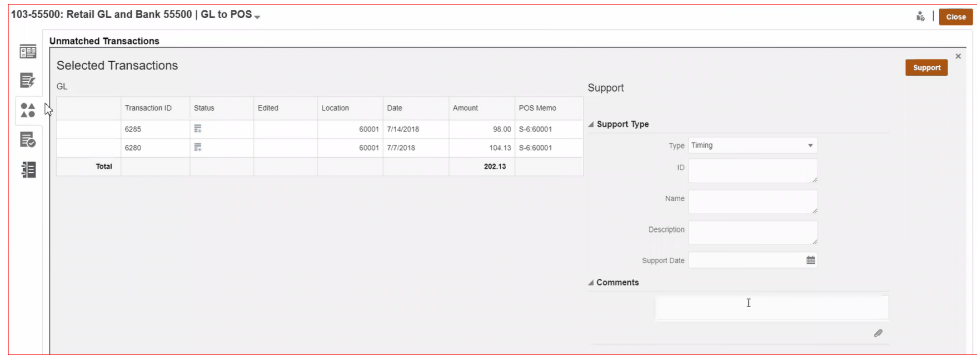 103-55500: Retail GL and Bank 55500 | GL to POS
Close
Unmatched Transactions
Selected Transactions
Support
GL
Support
Transaction ID Status Edited Location Date Amount POS Memo
6285 60001 7/14/2018 98.00 S-6:60001
6280 60001 7/7/2018 104.13 S-6:60001
Total 202.13
Support Type
Type Timing
ID
Name
Description
Support Date
Comments